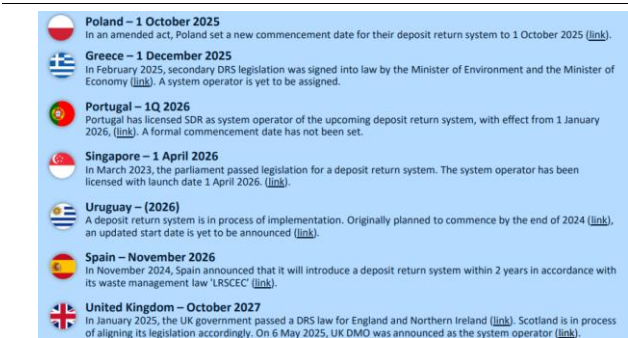 Poland – 1 October 2025
In an amended act, Poland set a new commencement date for their deposit return system to 1 October 2025 (link).
Greece – 1 December 2025
In February 2025, secondary DRS legislation was signed into law by the Minister of Environment and the Minister of
Economy (link). A system operator is yet to be assigned.
Portugal – 1Q 2026
Portugal has licensed SDR as system operator of the upcoming deposit return system, with effect from 1 January
2026, (link). A formal commencement date has not been set.
Singapore – 1 April 2026
In March 2023, the parliament passed legislation for a deposit return system. The system operator has been
licensed with launch date 1 April 2026. (link).
Uruguay – (2026)
A deposit return system is in process of implementation. Originally planned to commence by the end of 2024 (link),
an updated start date is yet to be announced (link).
Spain – November 2026
In November 2024, Spain announced that it will introduce a deposit return system within 2 years in accordance with
its waste management law 'LRSCEC' (link).
United Kingdom – October 2027
In January 2025, the UK government passed a DRS law for England and Northern Ireland (link). Scotland is in process
of aligning its legislation accordingly. On 6 May 2025, UK DMO was announced as the system operator (link).